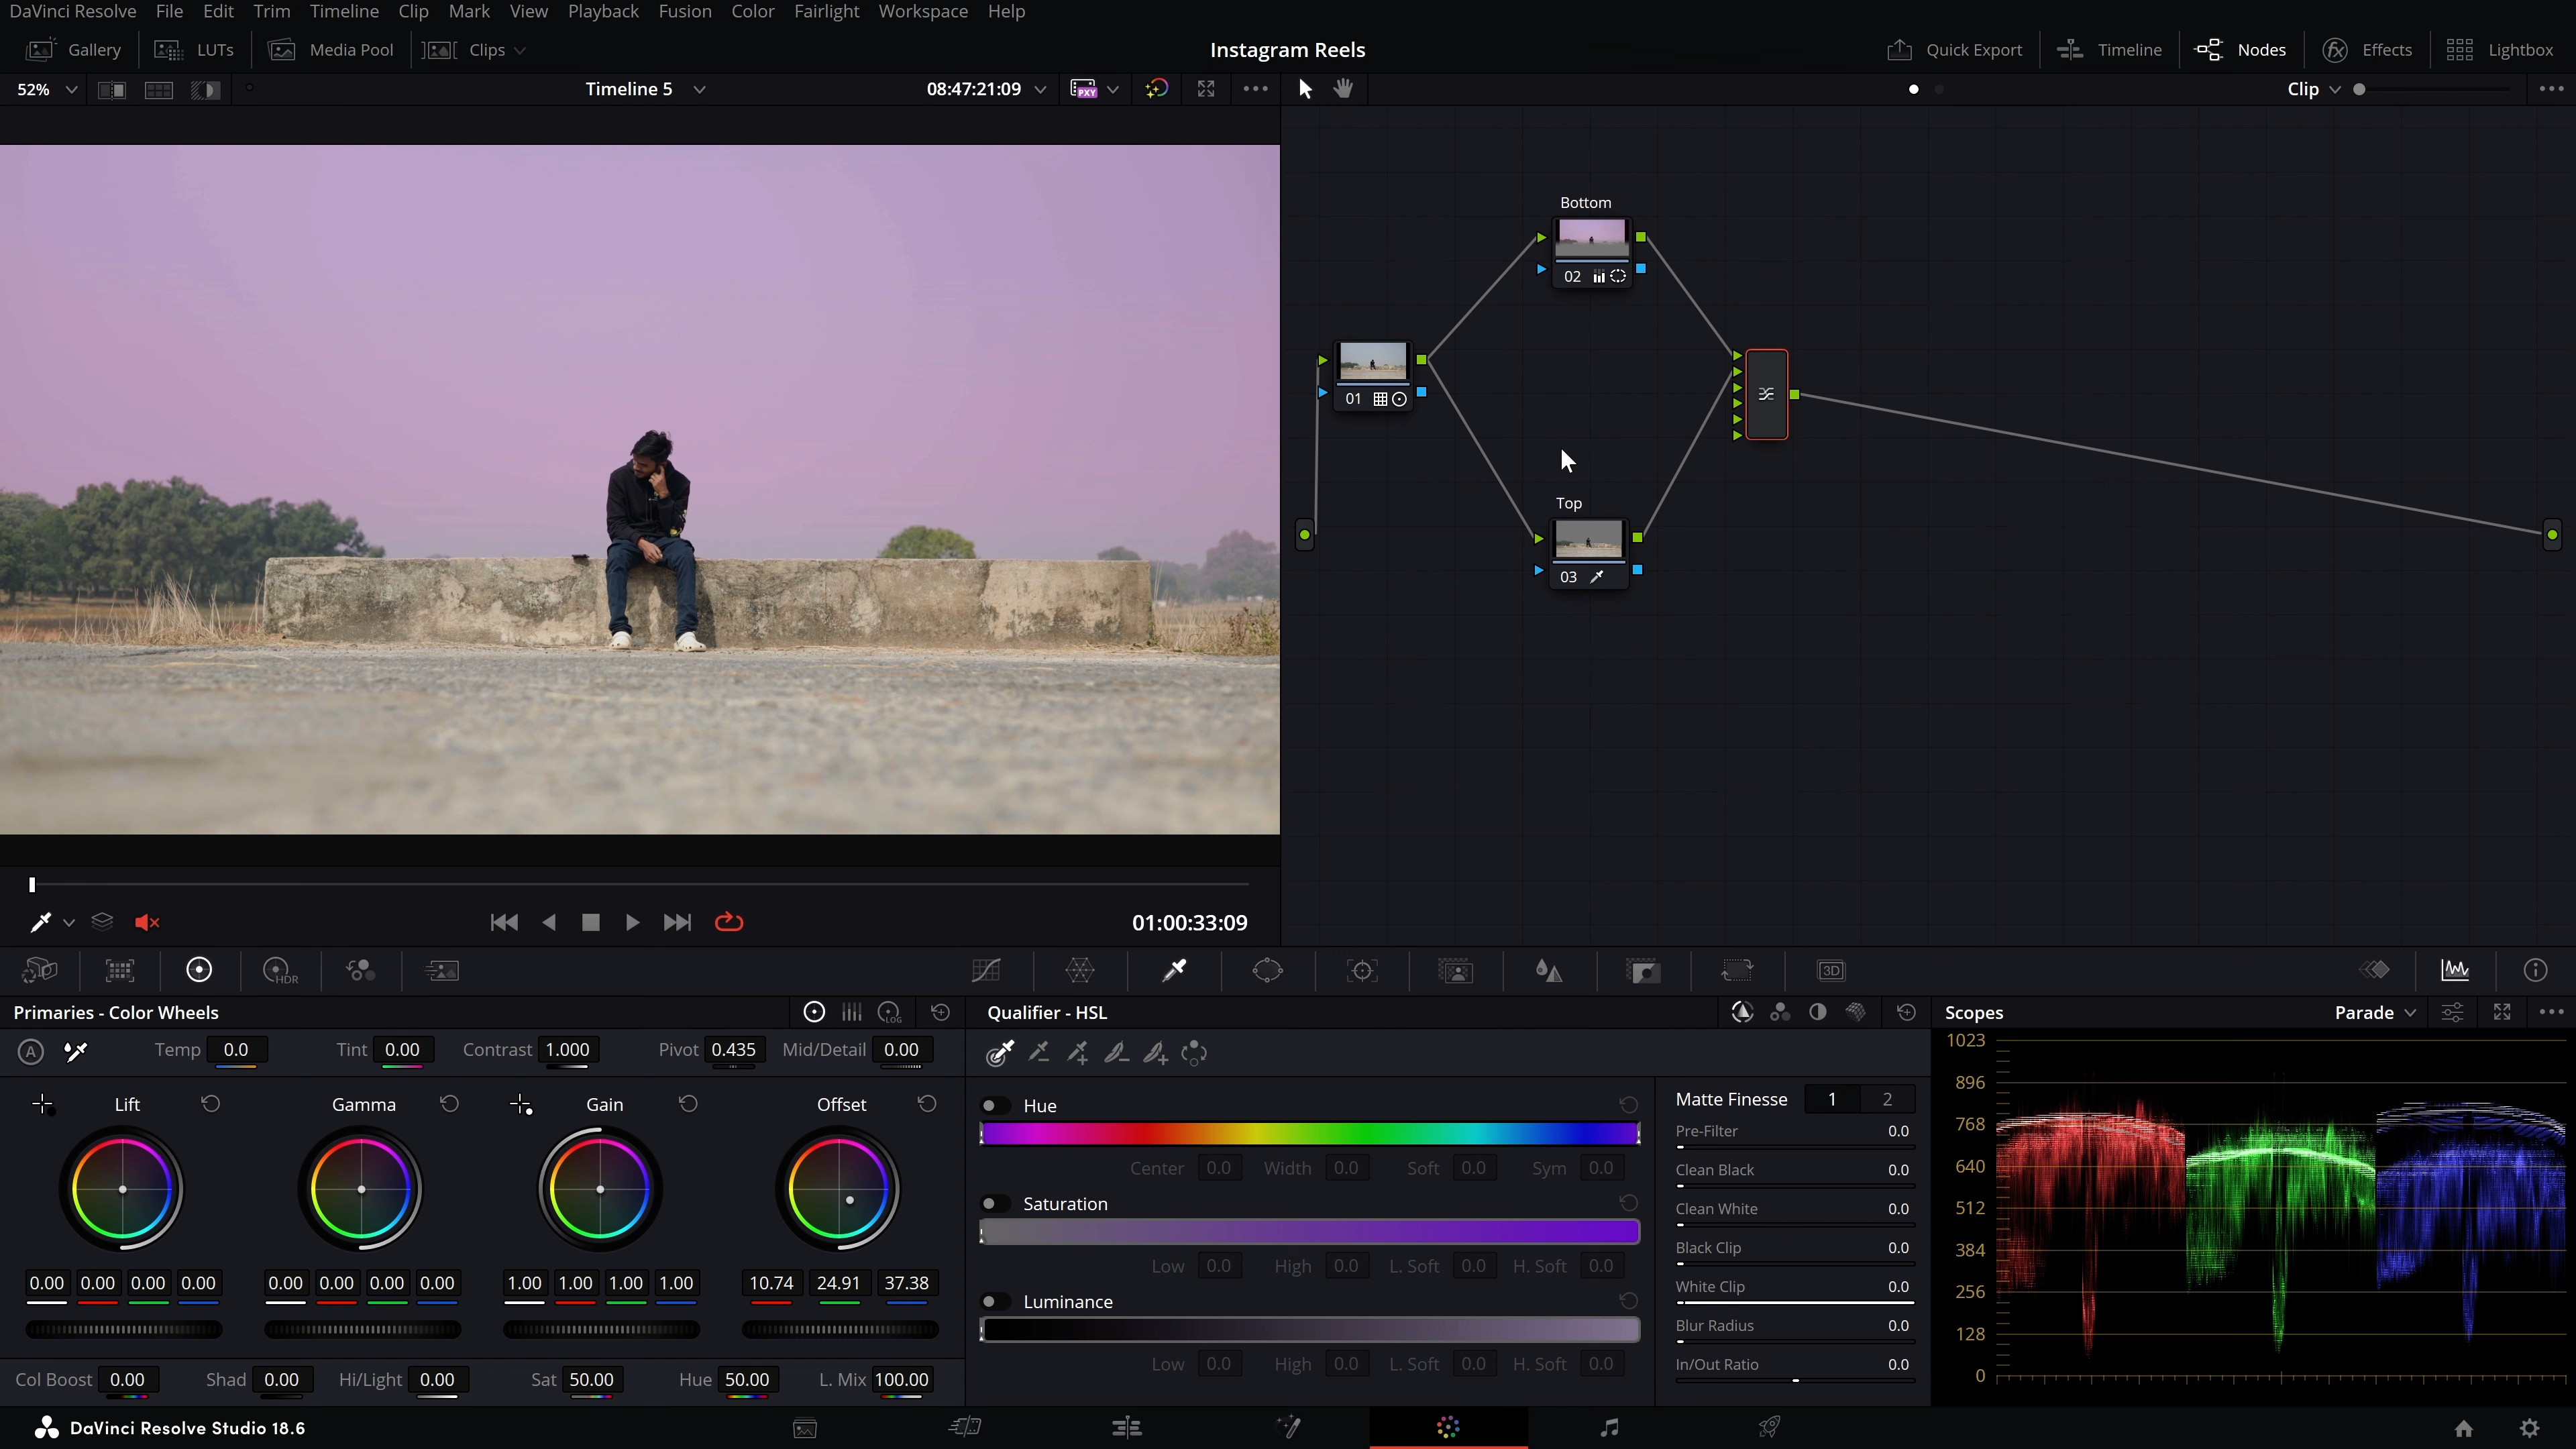 DaVinci Resolve File Edit Trim Timeline Clip Mark View Playback Fusion Color Fairlight Workspace Help
Gallery LUTs Media Pool Clips Instagram Reels Quick Export Timeline Nodes Effects Lightbox
52% Timeline 5 08:47:21:09 PXY Clip
Bottom
02
01
Top
03
01:00:33:09
HDR 3D
Primaries - Color Wheels LOG Qualifier - HSL Scopes Parade
A Temp 0.0 Tint 0.00 Contrast 1.000 Pivot 0.435 Mid/Detail 0.00
Lift Gamma Gain Offset
0.00 0.00 0.00 0.00 0.00 0.00 0.00 0.00 1.00 1.00 1.00 1.00 10.74 24.91 37.38
Col Boost 0.00 Shad 0.00 Hi/Light 0.00 Sat 50.00 Hue 50.00 L. Mix 100.00
Hue
Center 0.0 Width 0.0 Soft 0.0 Sym 0.0
Saturation
Low 0.0 High 0.0 L. Soft 0.0 H. Soft 0.0
Luminance
Low 0.0 High 0.0 L. Soft 0.0 H. Soft 0.0
Matte Finesse 1 2
Pre-Filter 0.0
Clean Black 0.0
Clean White 0.0
Black Clip 0.0
White Clip 0.0
Blur Radius 0.0
In/Out Ratio 0.0
1023
896
768
640
512
384
256
128
0
DaVinci Resolve Studio 18.6